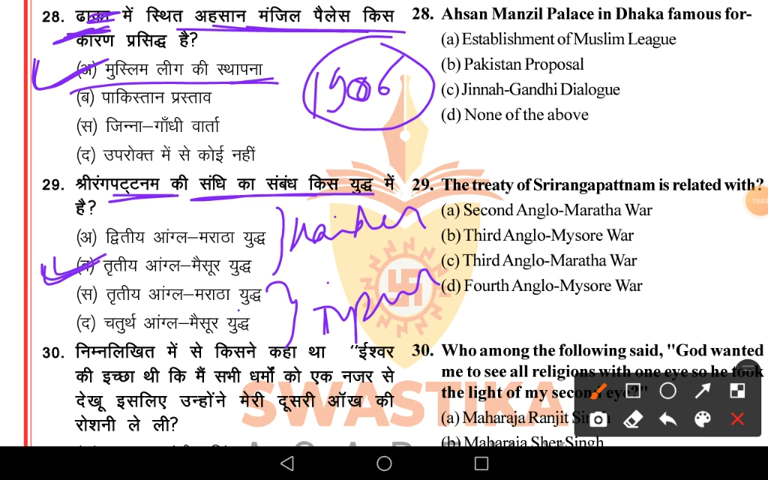 28. ढाका में स्थित अहसान मंजिल पैलेस किस
कारण प्रसिद्ध है?
(अ) मुस्लिम लीग की स्थापना
(ब) पाकिस्तान प्रस्ताव
(स) जिन्ना–गाँधी वार्ता
(द) उपरोक्त में से कोई नहीं
1906
29. श्रीरंगपट्टनम की संधि का संबंध किस युद्ध में
है?
(अ) द्वितीय आंग्ल–मराठा युद्ध
(ब) तृतीय आंग्ल–मैसूर युद्ध
(स) तृतीय आंग्ल–मराठा युद्ध
(द) चतुर्थ आंग्ल–मैसूर युद्ध
Haider
30. निम्नलिखित में से किसने कहा था "ईश्वर
की इच्छा थी कि मैं सभी धर्मों को एक नजर से
देखू इसलिए उन्होंने मेरी दूसरी आँख की
रोशनी ले ली?
28. Ahsan Manzil Palace in Dhaka famous for-
(a) Establishment of Muslim League
(b) Pakistan Proposal
(c) Jinnah-Gandhi Dialogue
(d) None of the above
29. The treaty of Srirangapattnam is related with?
(a) Second Anglo-Maratha War
(b) Third Anglo-Mysore War
(c) Third Anglo-Maratha War
(d) Fourth Anglo-Mysore War
30. Who among the following said, "God wanted
me to see all religions with one eye so he took
the light of my second eye?"
(a) Maharaja Ranjit Singh
(b) Maharaja Sher Singh
SWASTIKA